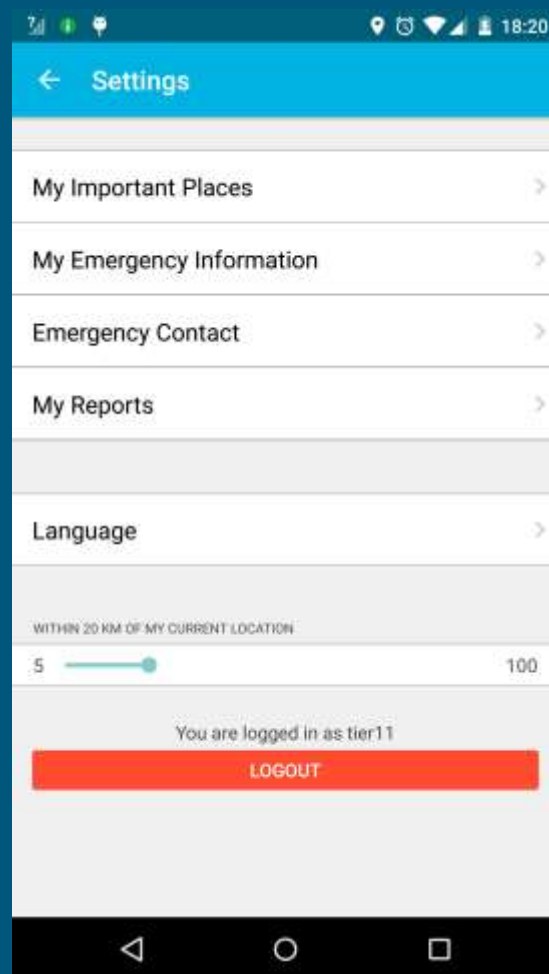 18:20
Settings
My Important Places
My Emergency Information
Emergency Contact
My Reports
Language
WITHIN 20 KM OF MY CURRENT LOCATION
5 100
You are logged in as tier11
LOGOUT